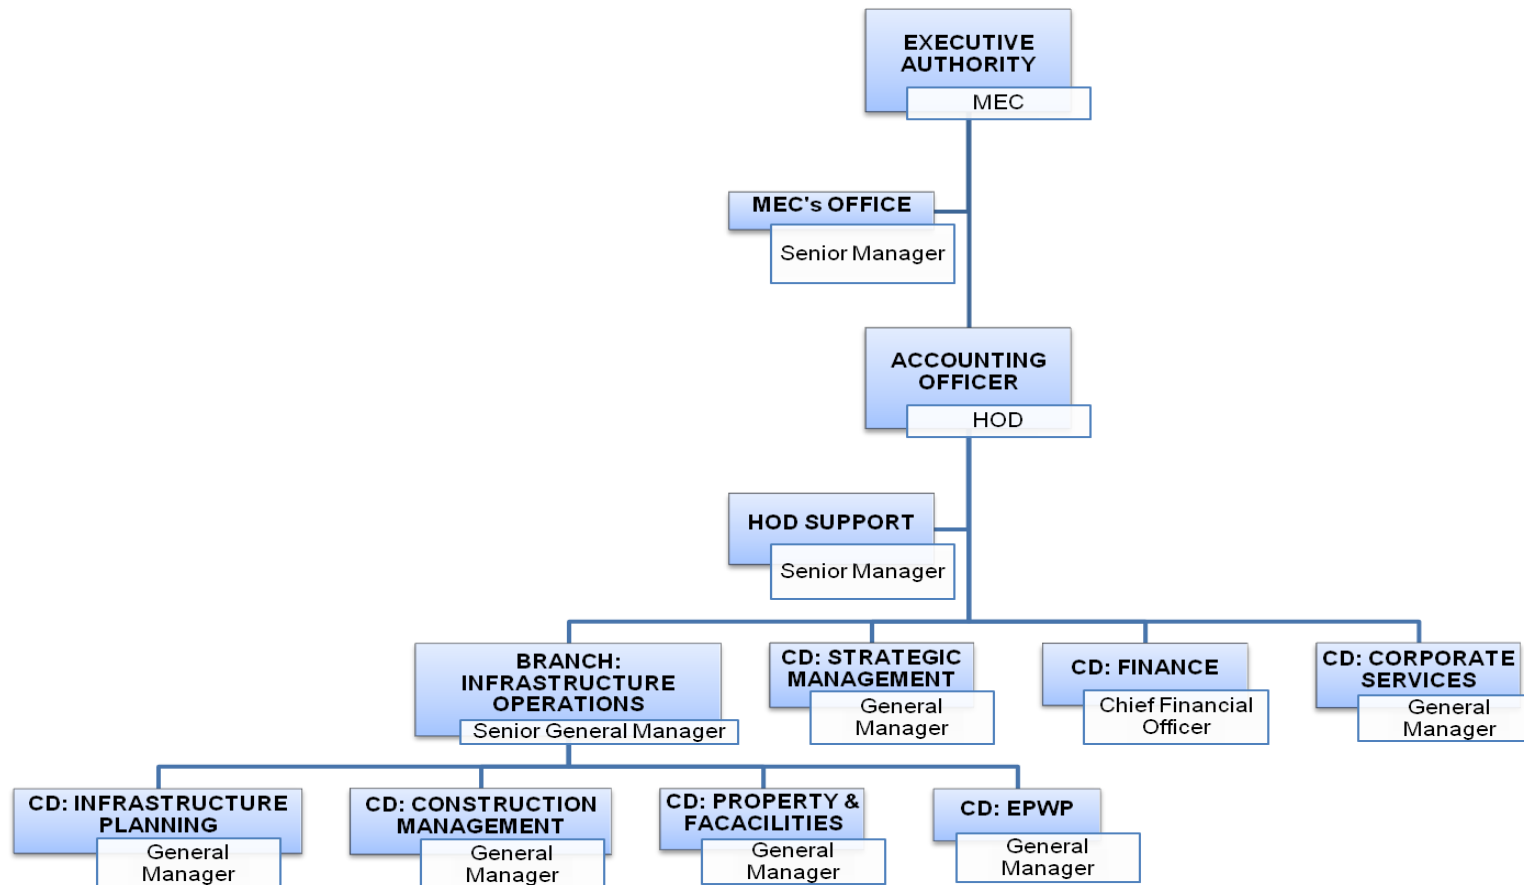 EXECUTIVE
AUTHORITY
MEC
MEC's OFFICE
Senior Manager
ACCOUNTING
OFFICER
HOD
HOD SUPPORT
Senior Manager
BRANCH:
INFRASTRUCTURE
OPERATIONS
Senior General Manager
CD: STRATEGIC
MANAGEMENT
General
Manager
CD: FINANCE
Chief Financial
Officer
CD: CORPORATE
SERVICES
General
Manager
CD: INFRASTRUCTURE
PLANNING
General
Manager
CD: CONSTRUCTION
MANAGEMENT
General
Manager
CD: PROPERTY &
FACACILITIES
General
Manager
CD: EPWP
General
Manager